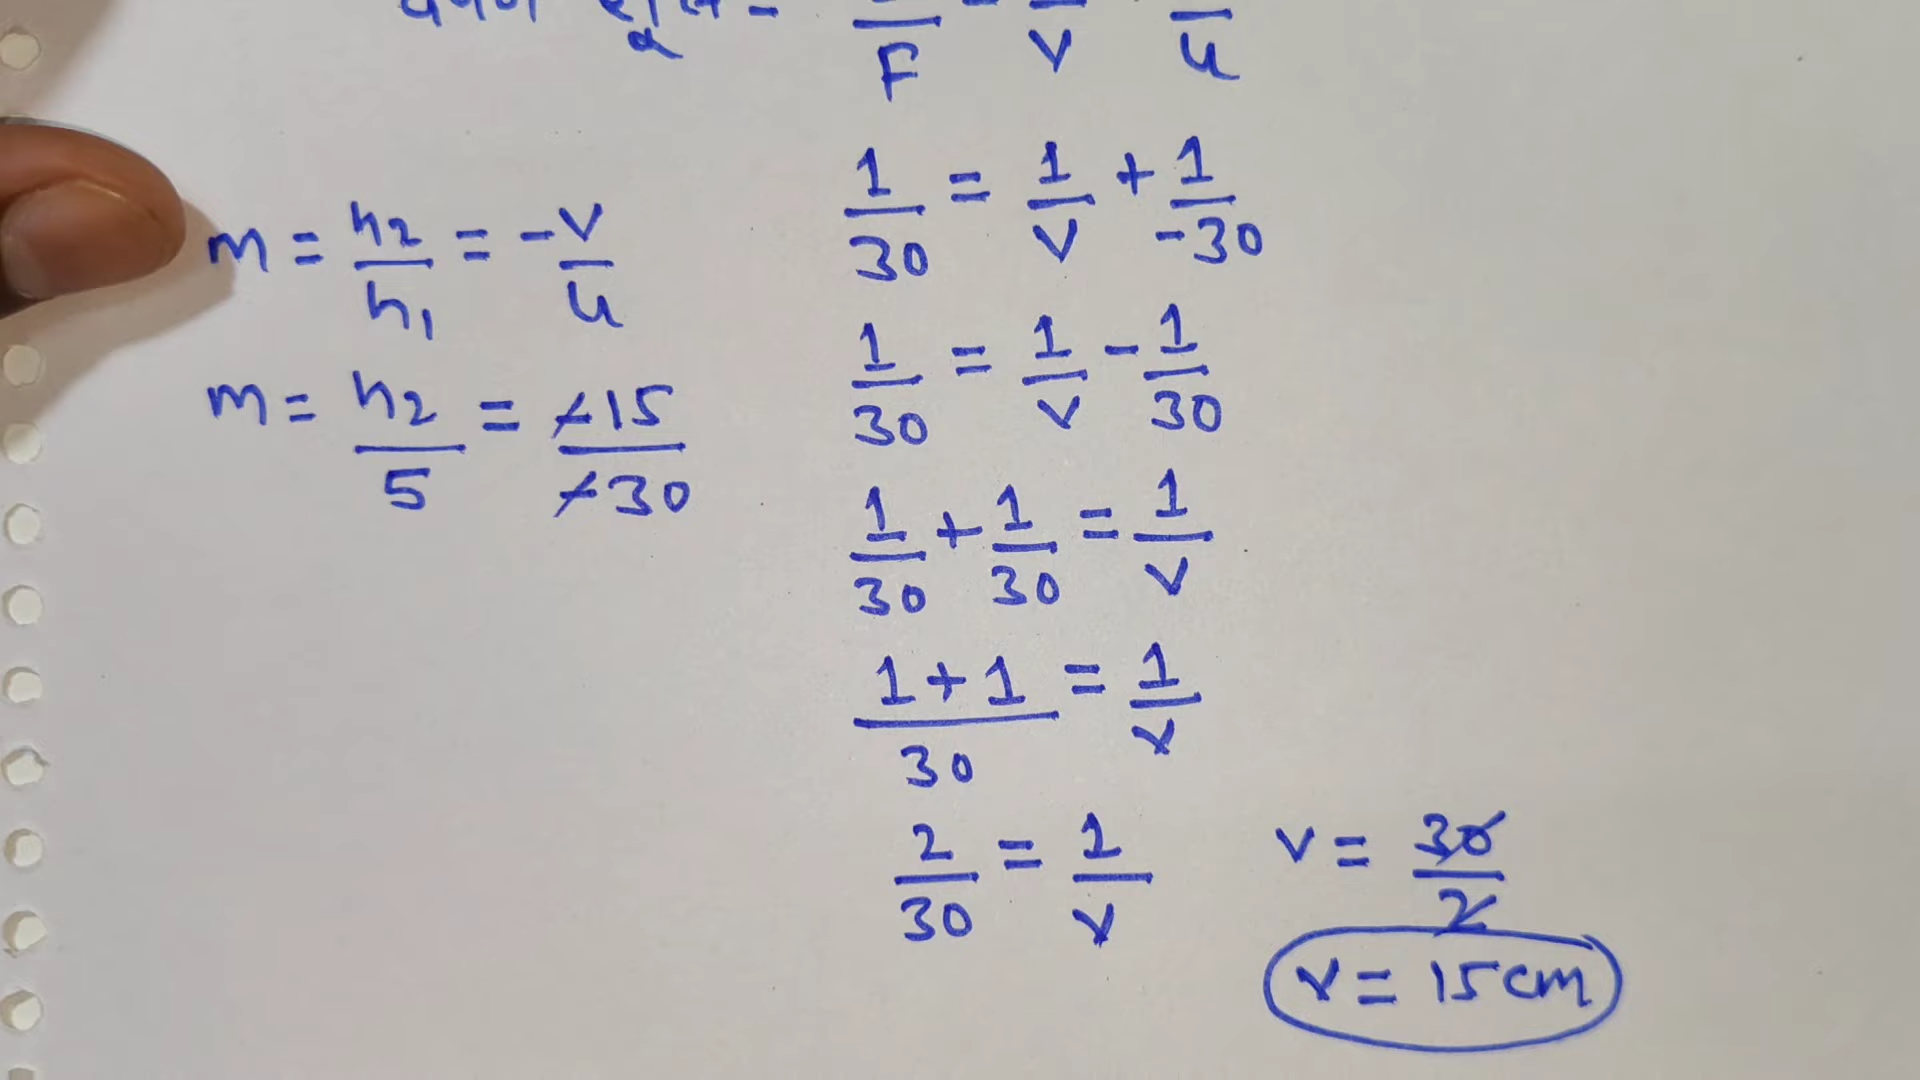 1/F = 1/v + 1/u
1/30 = 1/v + 1/-30
1/30 = 1/v - 1/30
1/30 + 1/30 = 1/v
1+1/30 = 1/v
2/30 = 1/v
v = 30/2
v = 15cm
m = h2/h1 = -v/u
m = h2/5 = -15/-30